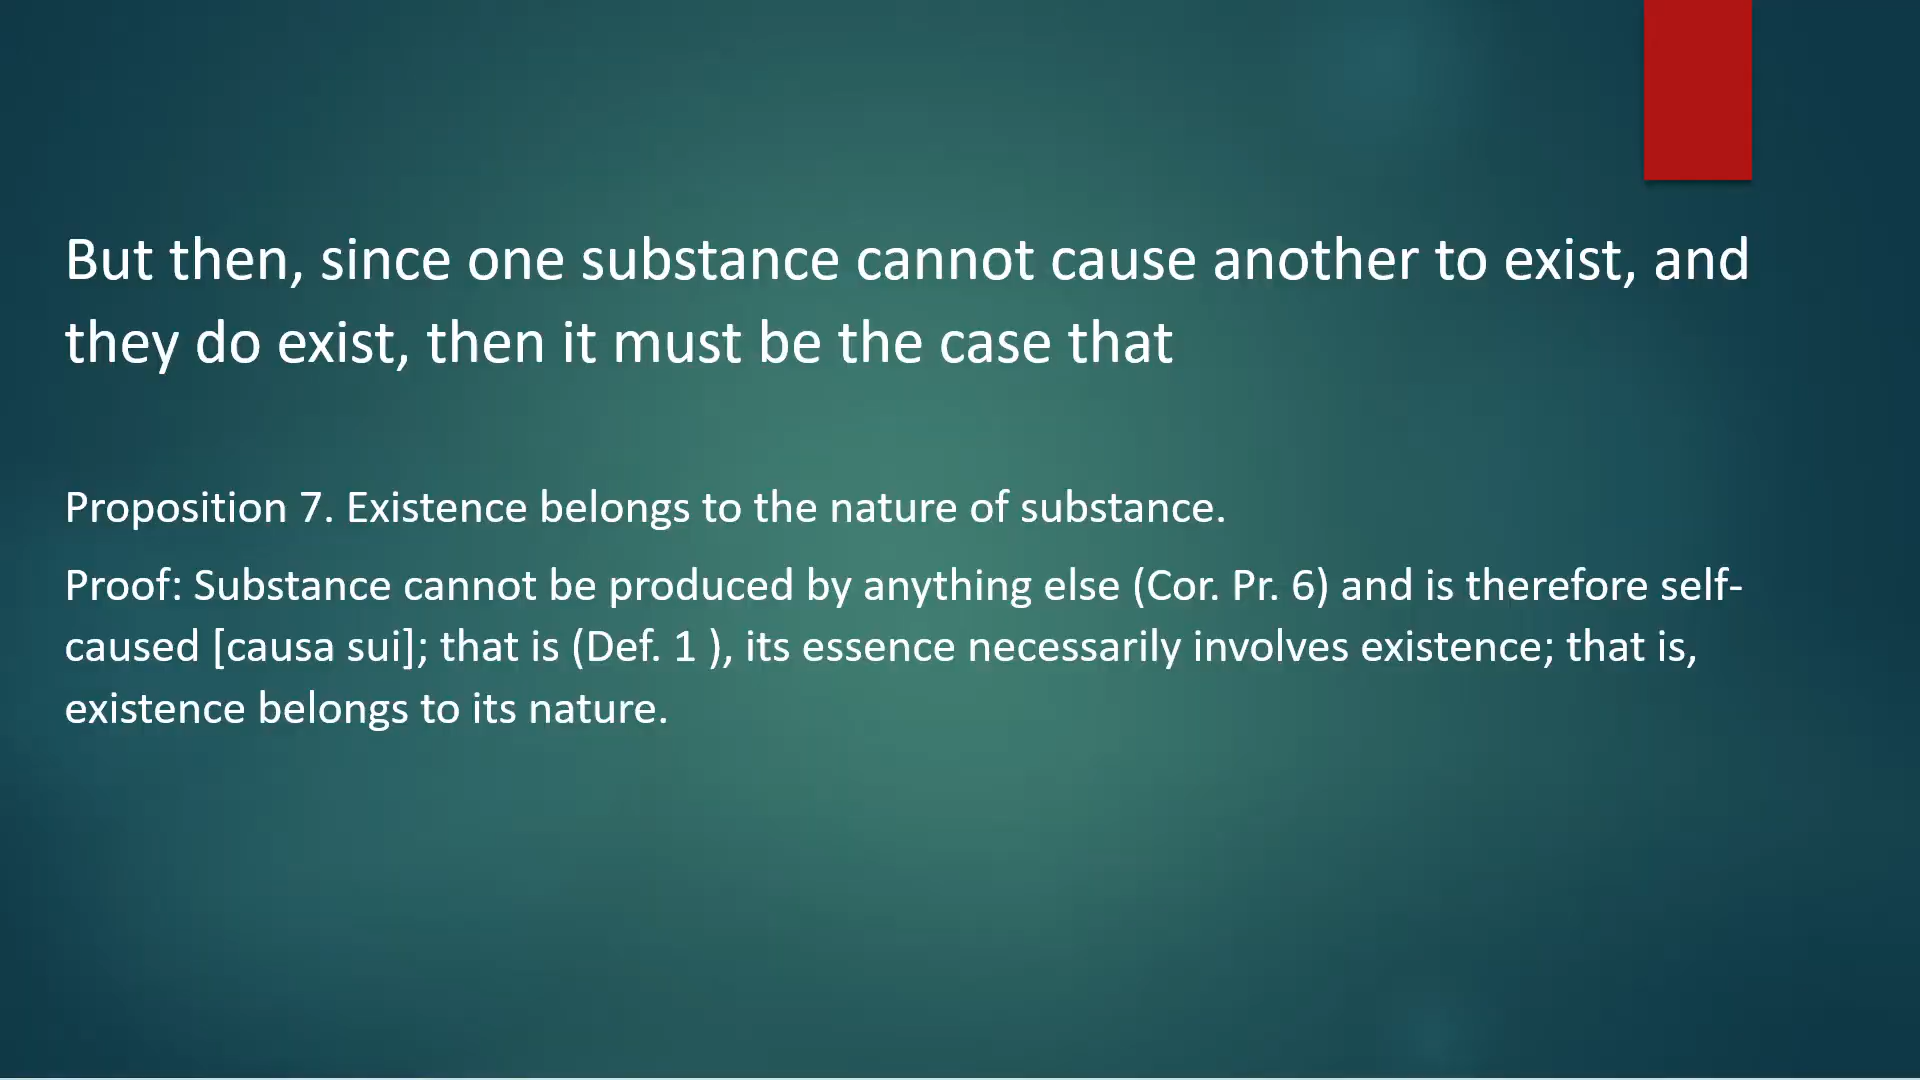 But then, since one substance cannot cause another to exist, and
they do exist, then it must be the case that
Proposition 7. Existence belongs to the nature of substance.
Proof: Substance cannot be produced by anything else (Cor. Pr. 6) and is therefore self-
caused [causa sui]; that is (Def. 1 ), its essence necessarily involves existence; that is,
existence belongs to its nature.